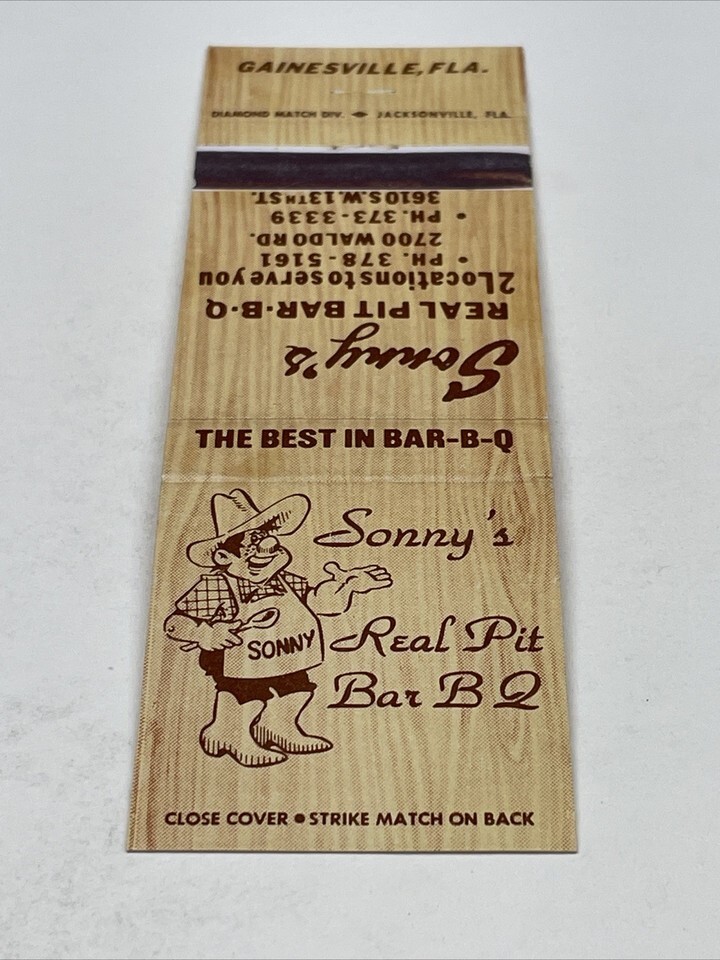 GAINESVILLE, FLA.
DIAMOND MATCH DIV. JACKSONVILLE, FLA.
Sonny's
REAL PIT BAR-B-Q
2 Locations to serve you
• PH. 378-5161
2700 WALDO RD.
• PH. 373-3339
3610 S.W. 13TH ST.
THE BEST IN BAR-B-Q
Sonny's
Real Pit
Bar B Q
SONNY
CLOSE COVER • STRIKE MATCH ON BACK